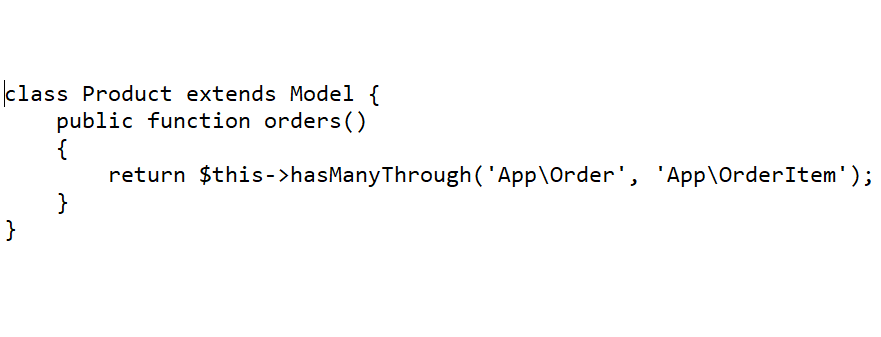 class Product extends Model {
    public function orders()
    {
        return $this->hasManyThrough('App\Order', 'App\OrderItem');
    }
}